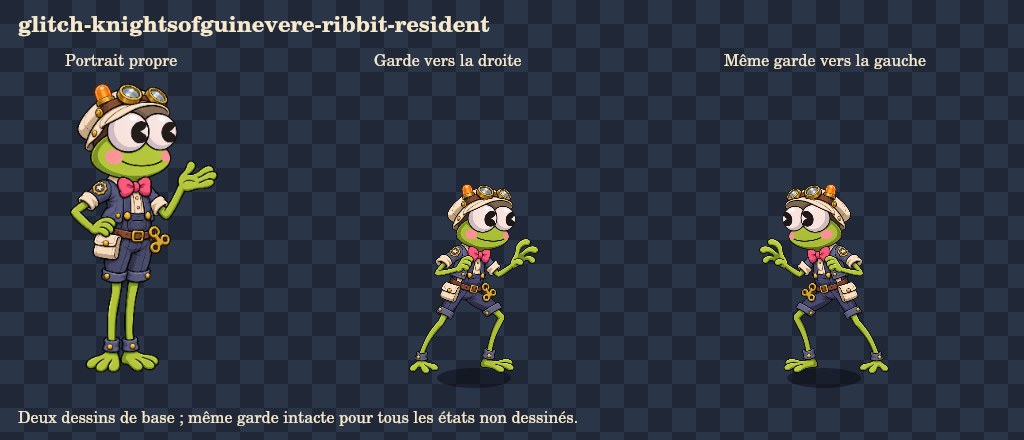 glitch-knightsofguinevere-ribbit-resident
Portrait propre
Garde vers la droite
Même garde vers la gauche
Deux dessins de base ; même garde intacte pour tous les états non dessinés.